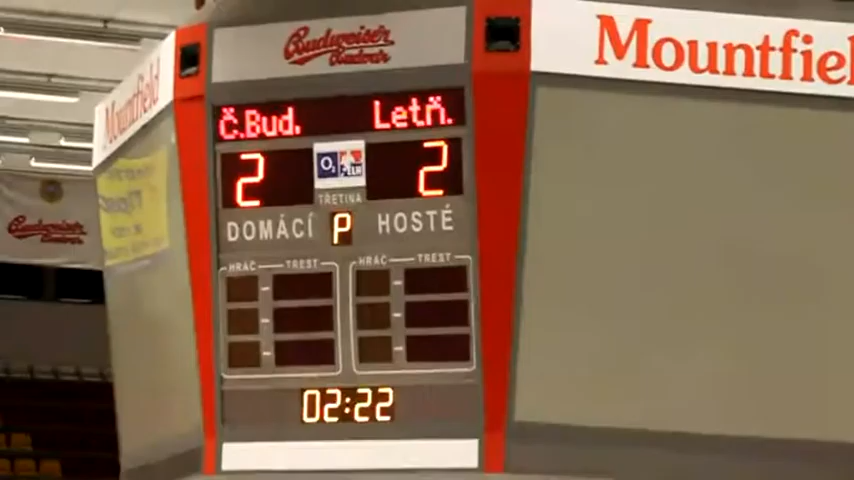 Budweiser
Budvar
Mountfield
Mountfield
Č.Bud. Letň.
2 O2 ELH 2
TŘETINA
DOMÁCÍ P HOSTÉ
HRÁČ TREST HRÁČ TREST
02:22
Budweiser
Budvar